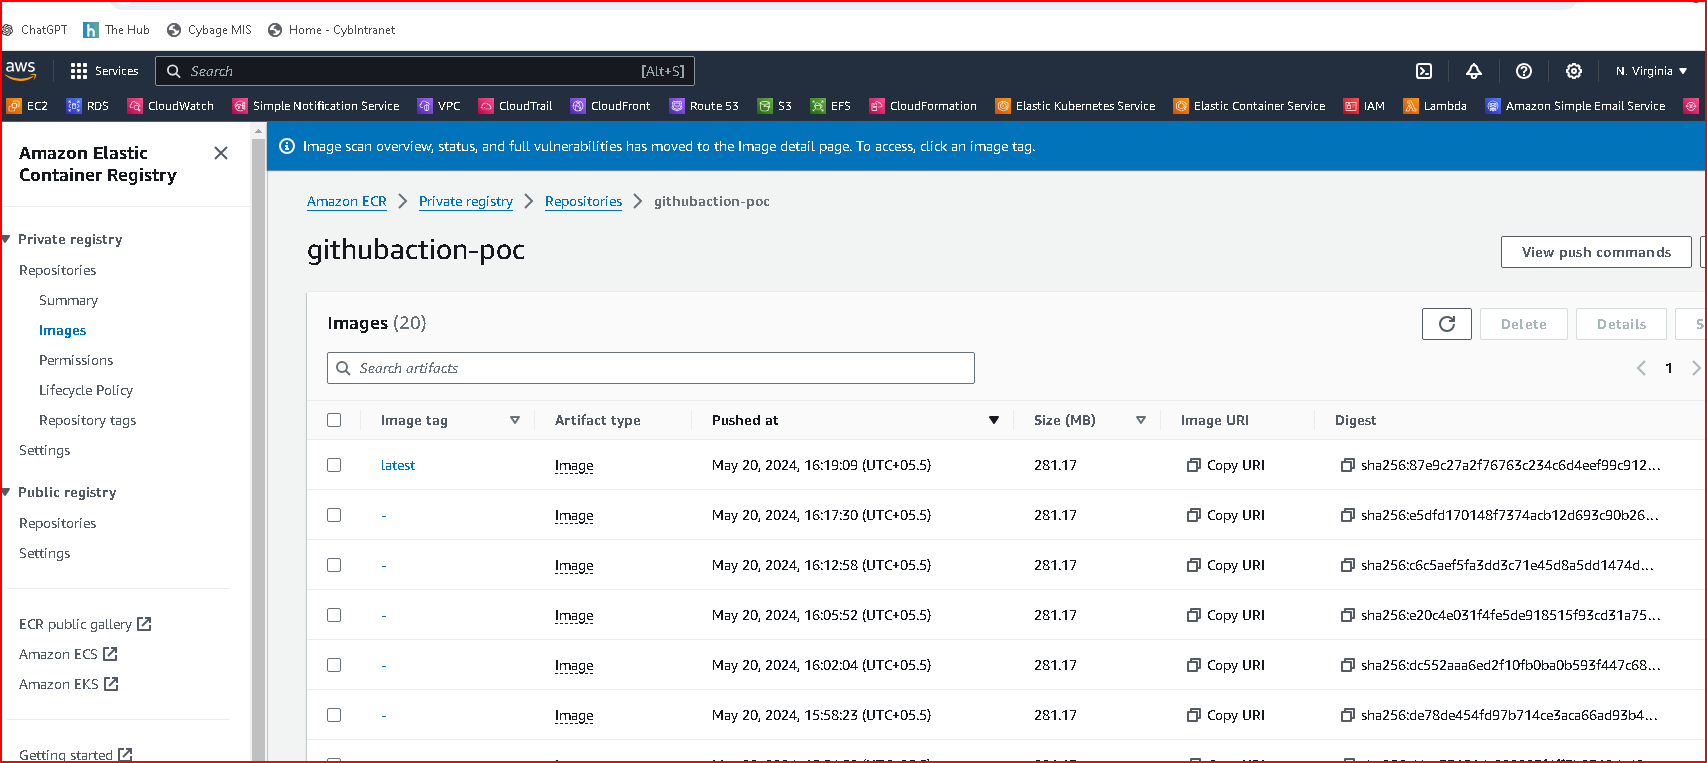 ChatGPT The Hub Cybage MIS Home - CybIntranet
aws Services Search [Alt+S] N. Virginia
EC2 RDS CloudWatch Simple Notification Service VPC CloudTrail CloudFront Route 53 S3 EFS CloudFormation Elastic Kubernetes Service Elastic Container Service IAM Lambda Amazon Simple Email Service
Amazon Elastic
Container Registry
Private registry
Repositories
Summary
Images
Permissions
Lifecycle Policy
Repository tags
Settings
Public registry
Repositories
Settings
ECR public gallery
Amazon ECS
Amazon EKS
Getting started
Image scan overview, status, and full vulnerabilities has moved to the Image detail page. To access, click an image tag.
Amazon ECR > Private registry > Repositories > githubaction-poc
githubaction-poc
View push commands
Images (20)
Delete Details
Search artifacts
1
Image tag Artifact type Pushed at Size (MB) Image URI Digest
latest Image May 20, 2024, 16:19:09 (UTC+05.5) 281.17 Copy URI sha256:87e9c27a2f76763c234c6d4eef99c912...
- Image May 20, 2024, 16:17:30 (UTC+05.5) 281.17 Copy URI sha256:e5dfd170148f7374acb12d693c90b26...
- Image May 20, 2024, 16:12:58 (UTC+05.5) 281.17 Copy URI sha256:c6c5aef5fa3dd3c71e45d8a5dd1474d...
- Image May 20, 2024, 16:05:52 (UTC+05.5) 281.17 Copy URI sha256:e20c4e031f4fe5de918515f93cd31a75...
- Image May 20, 2024, 16:02:04 (UTC+05.5) 281.17 Copy URI sha256:dc552aaa6ed2f10fb0ba0b593f447c68...
- Image May 20, 2024, 15:58:23 (UTC+05.5) 281.17 Copy URI sha256:de78de454fd97b714ce3aca66ad93b4...